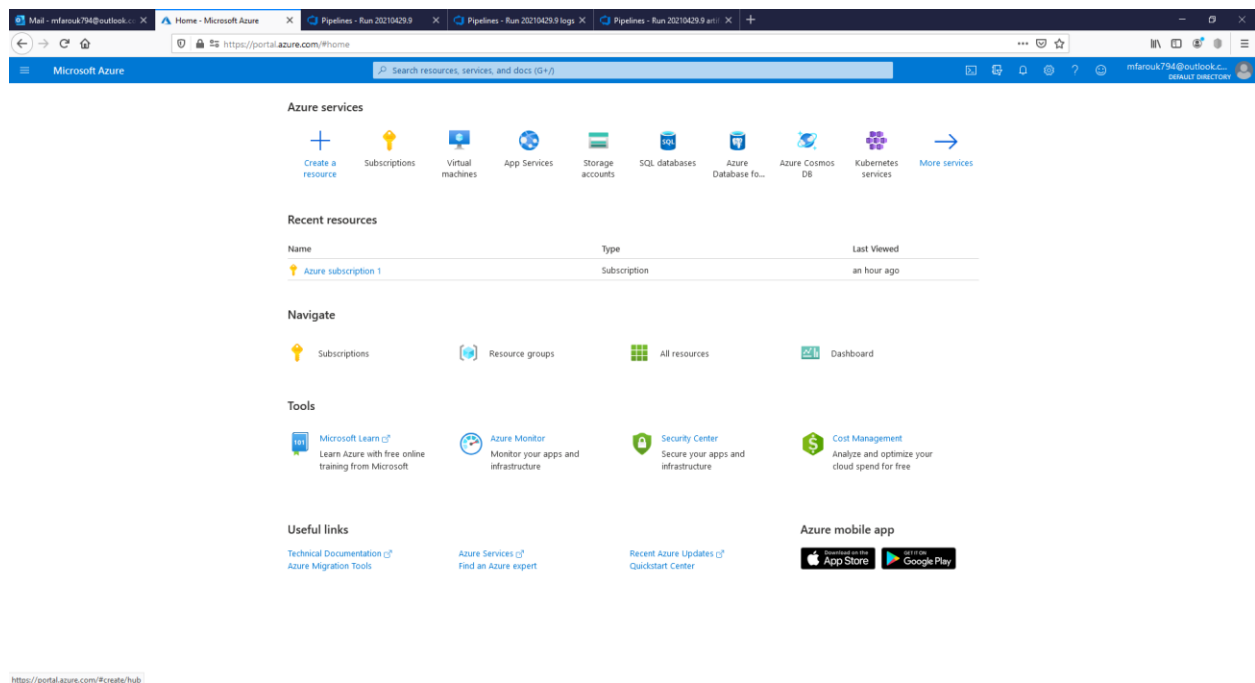 Mail - mfarouk794@outlook.cc
Home - Microsoft Azure
Pipelines - Run 20210429.9
Pipelines - Run 20210429.9 logs
Pipelines - Run 20210429.9 arti
https://portal.azure.com/#home
Microsoft Azure
Search resources, services, and docs (G+/)
mfarouk794@outlook.c...
DEFAULT DIRECTORY
Azure services
Create a resource
Subscriptions
Virtual machines
App Services
Storage accounts
SQL databases
Azure Database fo...
Azure Cosmos DB
Kubernetes services
More services
Recent resources
Name Type Last Viewed
Azure subscription 1 Subscription an hour ago
Navigate
Subscriptions
Resource groups
All resources
Dashboard
Tools
Microsoft Learn
Learn Azure with free online
training from Microsoft
Azure Monitor
Monitor your apps and
infrastructure
Security Center
Secure your apps and
infrastructure
Cost Management
Analyze and optimize your
cloud spend for free
Useful links
Technical Documentation
Azure Services
Recent Azure Updates
Azure Migration Tools
Find an Azure expert
Quickstart Center
Azure mobile app
Download on the
App Store
GET IT ON
Google Play
https://portal.azure.com/#create/hub